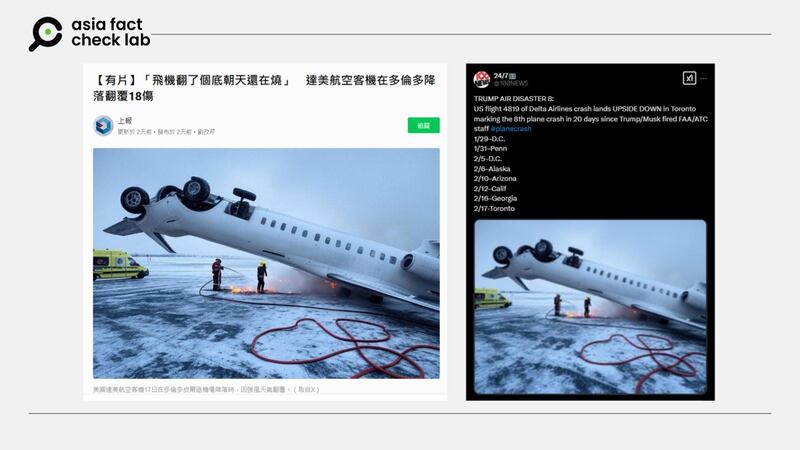 asia fact
check lab
【有片】「飛機翻了個底朝天還在燒」 達美航空客機在多倫多降
落翻覆18傷
上報
更新於 2天前・發布於 2天前・劉孜芹
追蹤
美國達美航空客機17日在多倫多皮爾遜機場降落時，因強風天氣翻覆。（取自X）
24/7
@100NEWS
TRUMP AIR DISASTER 8:
US flight 4819 of Delta Airlines crash lands UPSIDE DOWN in Toronto
marking the 8th plane crash in 20 days since Trump/Musk fired FAA/ATC
staff #planecrash
1/29–D.C.
1/31–Penn
2/5-D.C.
2/6–Alaska
2/10–Arizona
2/12–Calif
2/16–Georgia
2/17-Toronto